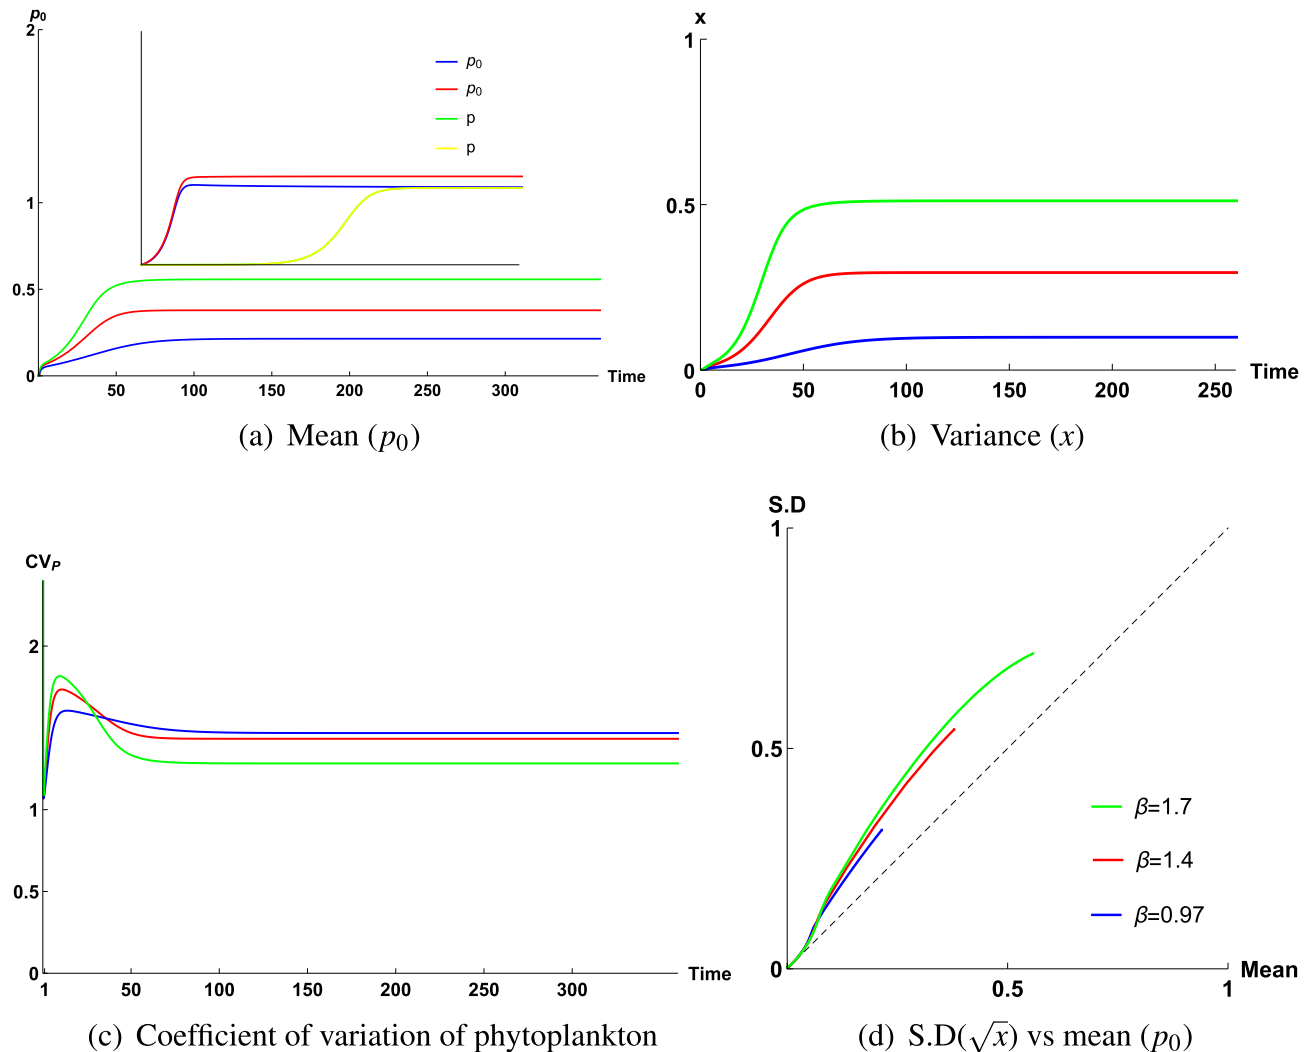 p0
2
1
0.5
0
50
100
150
200
250
300
Time
p0
p0
p
p
(a) Mean (p0)
x
1
0.5
0
0
50
100
150
200
250
Time
(b) Variance (x)
CVP
2
1
0.5
0
1
50
100
150
200
250
300
Time
(c) Coefficient of variation of phytoplankton
S.D
1
0.5
0
0.5
1
Mean
β=1.7
β=1.4
β=0.97
(d) S.D(√x) vs mean (p0)